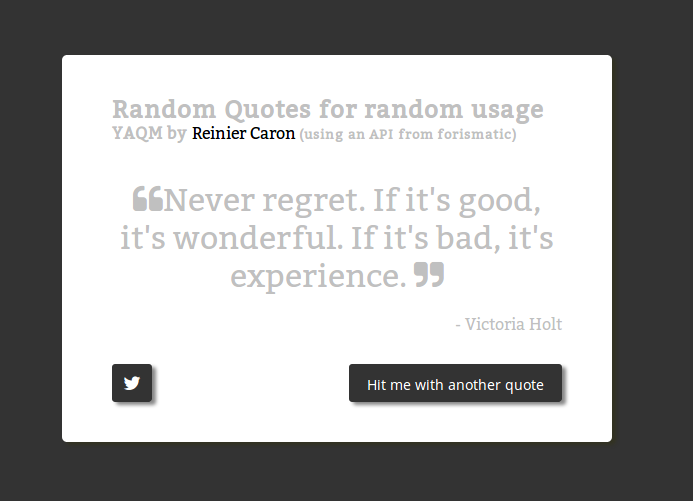 Random Quotes for random usage
YAQM by Reinier Caron (using an API from forismatic)
❝Never regret. If it's good,
it's wonderful. If it's bad, it's
experience. ❞
- Victoria Holt
Hit me with another quote